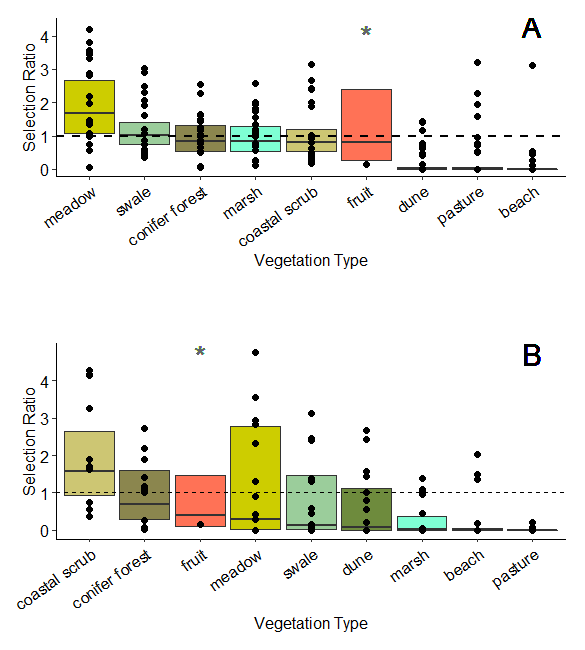 A
Selection Ratio
4
3
2
1
0
*
meadow
swale
conifer forest
marsh
coastal scrub
fruit
dune
pasture
beach
Vegetation Type
B
Selection Ratio
4
3
2
1
0
*
coastal scrub
conifer forest
fruit
meadow
swale
dune
marsh
beach
pasture
Vegetation Type